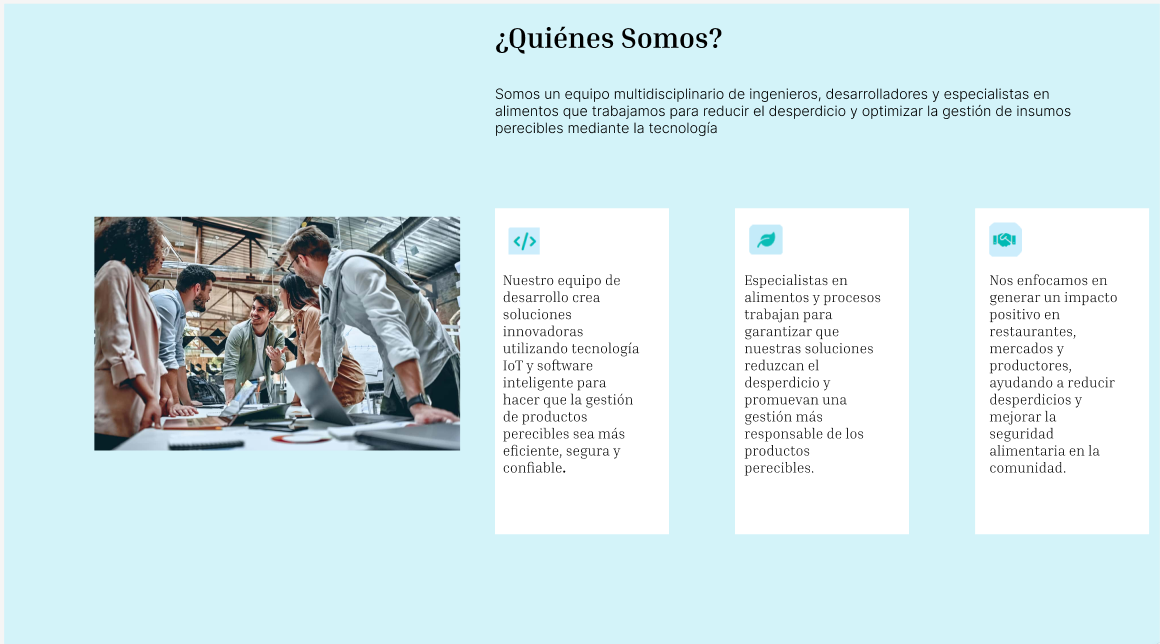 ¿Quiénes Somos?
Somos un equipo multidisciplinario de ingenieros, desarrolladores y especialistas en
alimentos que trabajamos para reducir el desperdicio y optimizar la gestión de insumos
perecibles mediante la tecnología
Nuestro equipo de
desarrollo crea
soluciones
innovadoras
utilizando tecnología
IoT y software
inteligente para
hacer que la gestión
de productos
perecibles sea más
eficiente, segura y
confiable.
Especialistas en
alimentos y procesos
trabajan para
garantizar que
nuestras soluciones
reduzcan el
desperdicio y
promuevan una
gestión más
responsable de los
productos
perecibles.
Nos enfocamos en
generar un impacto
positivo en
restaurantes,
mercados y
productores,
ayudando a reducir
desperdicios y
mejorar la
seguridad
alimentaria en la
comunidad.